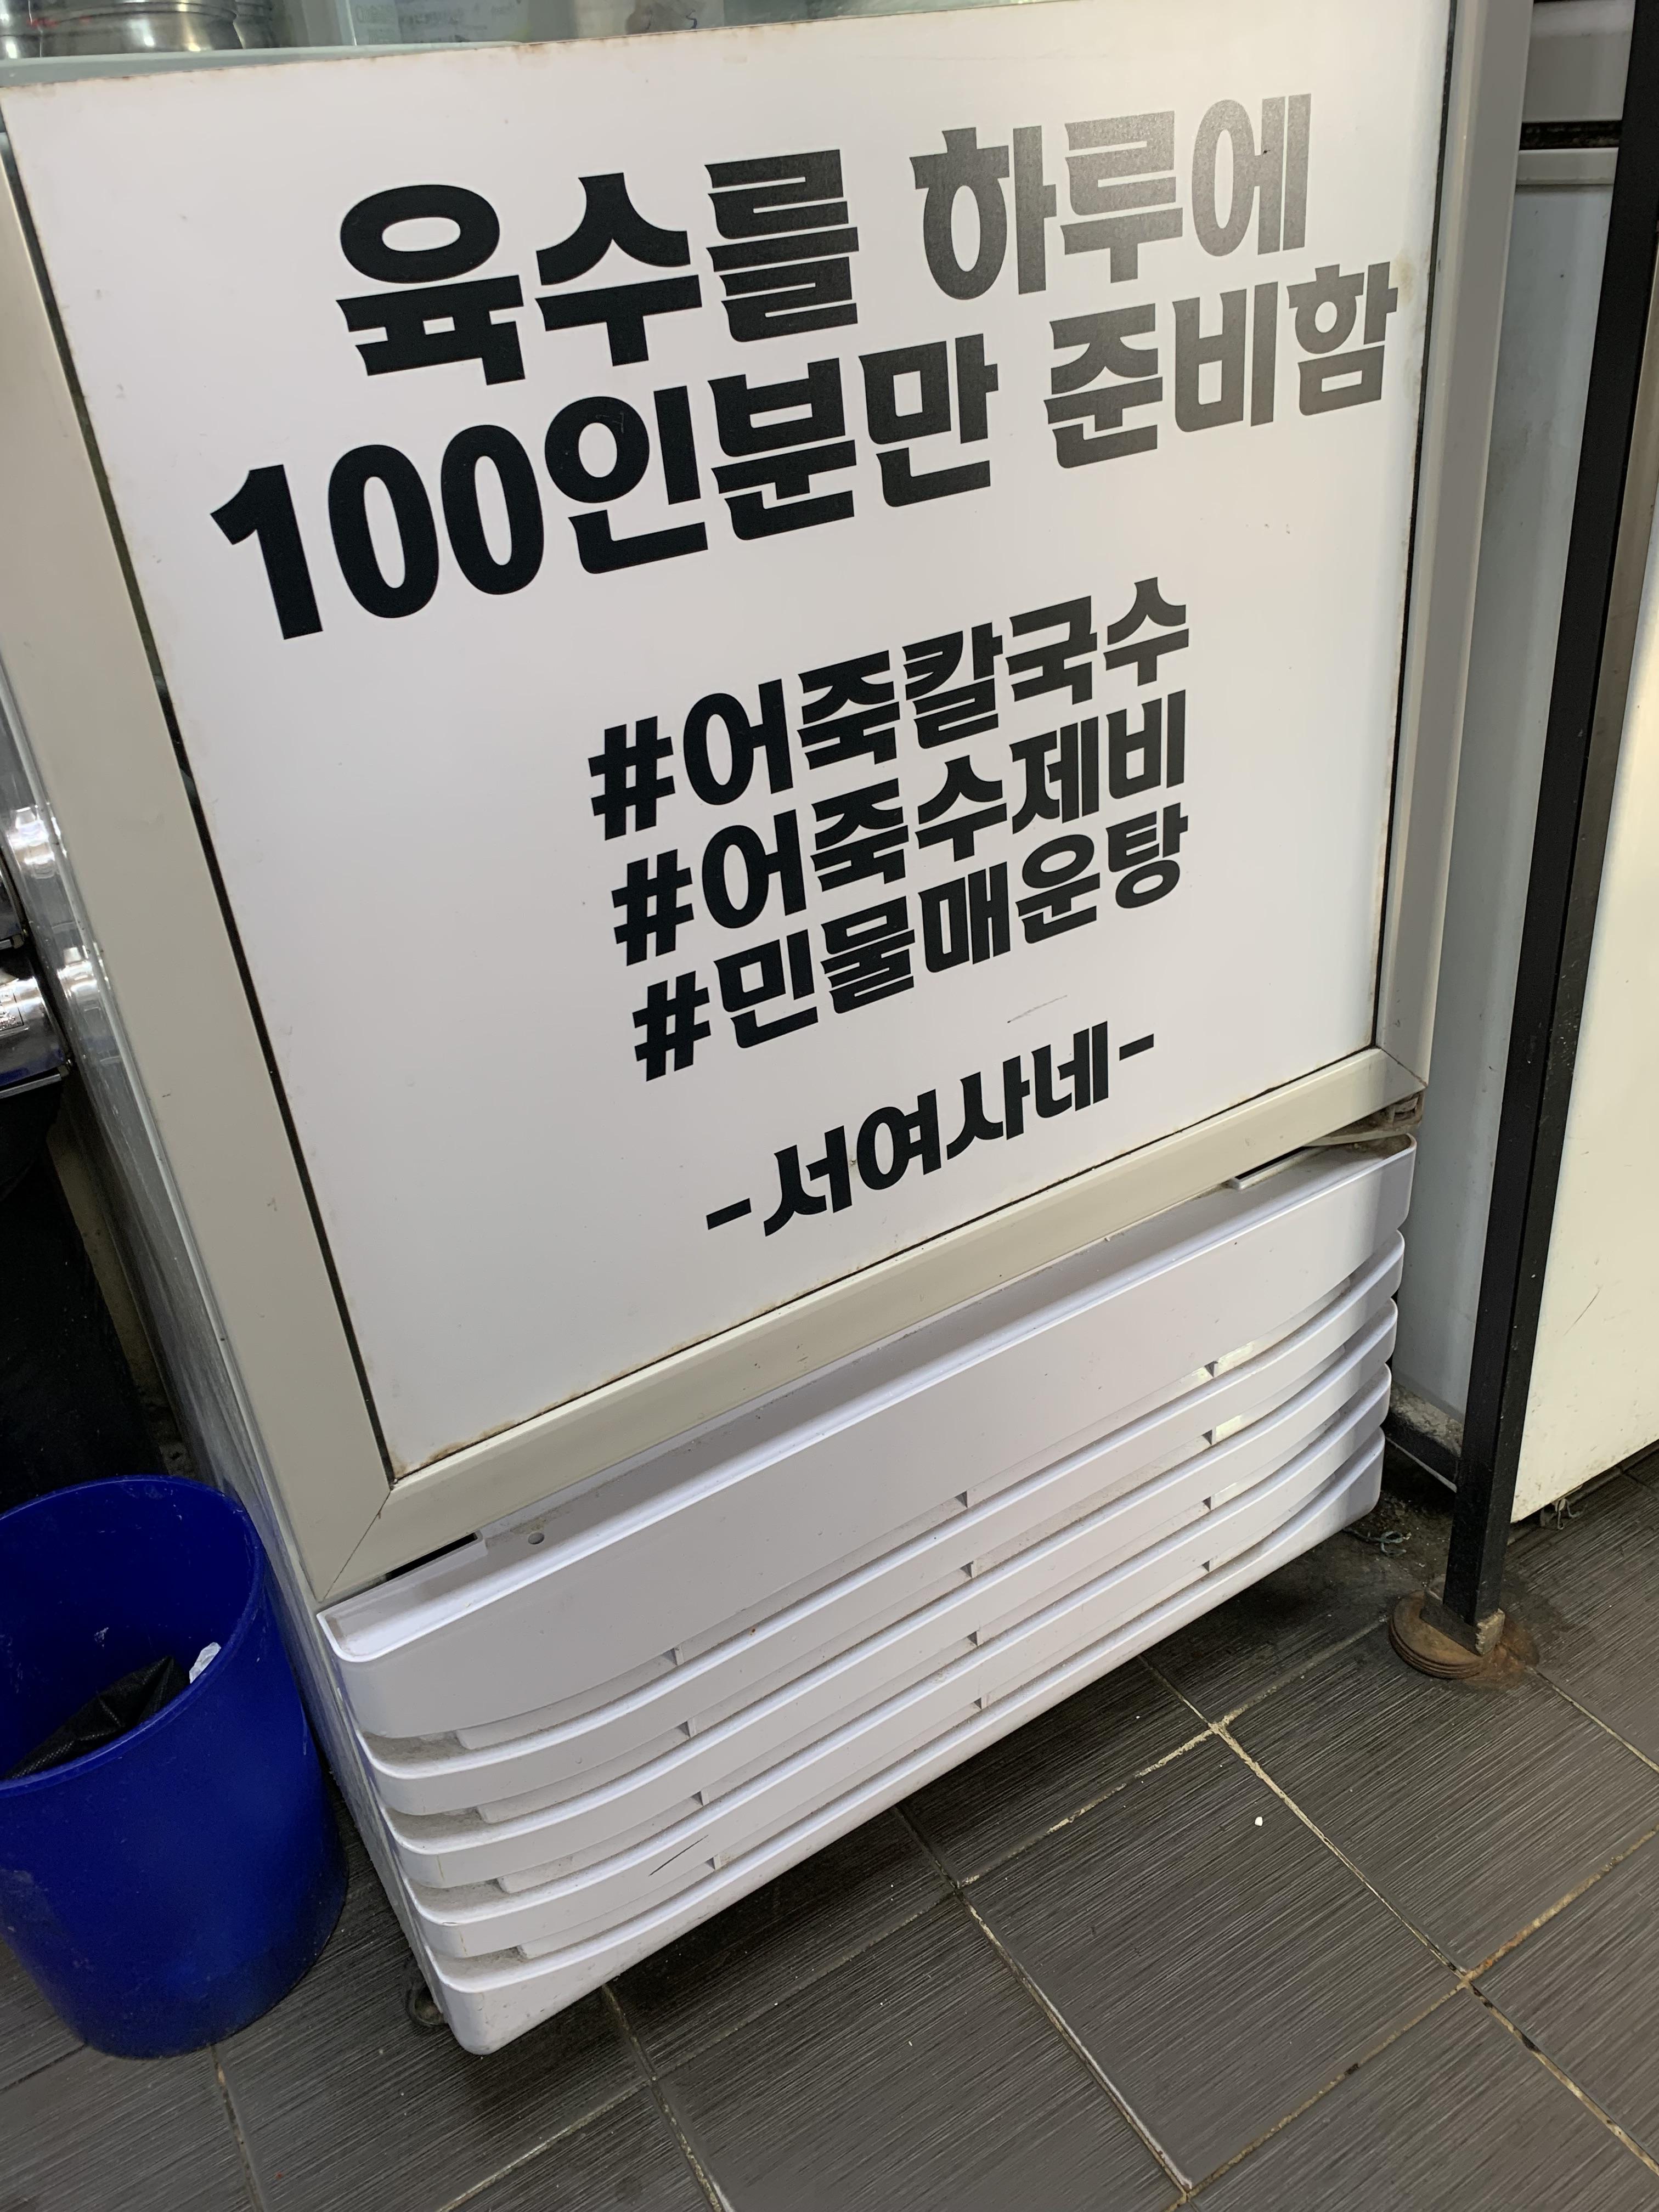 육수를 하루에
100인분만 준비함
#어죽칼국수
#어죽수제비
#민물매운탕
-서여사네-